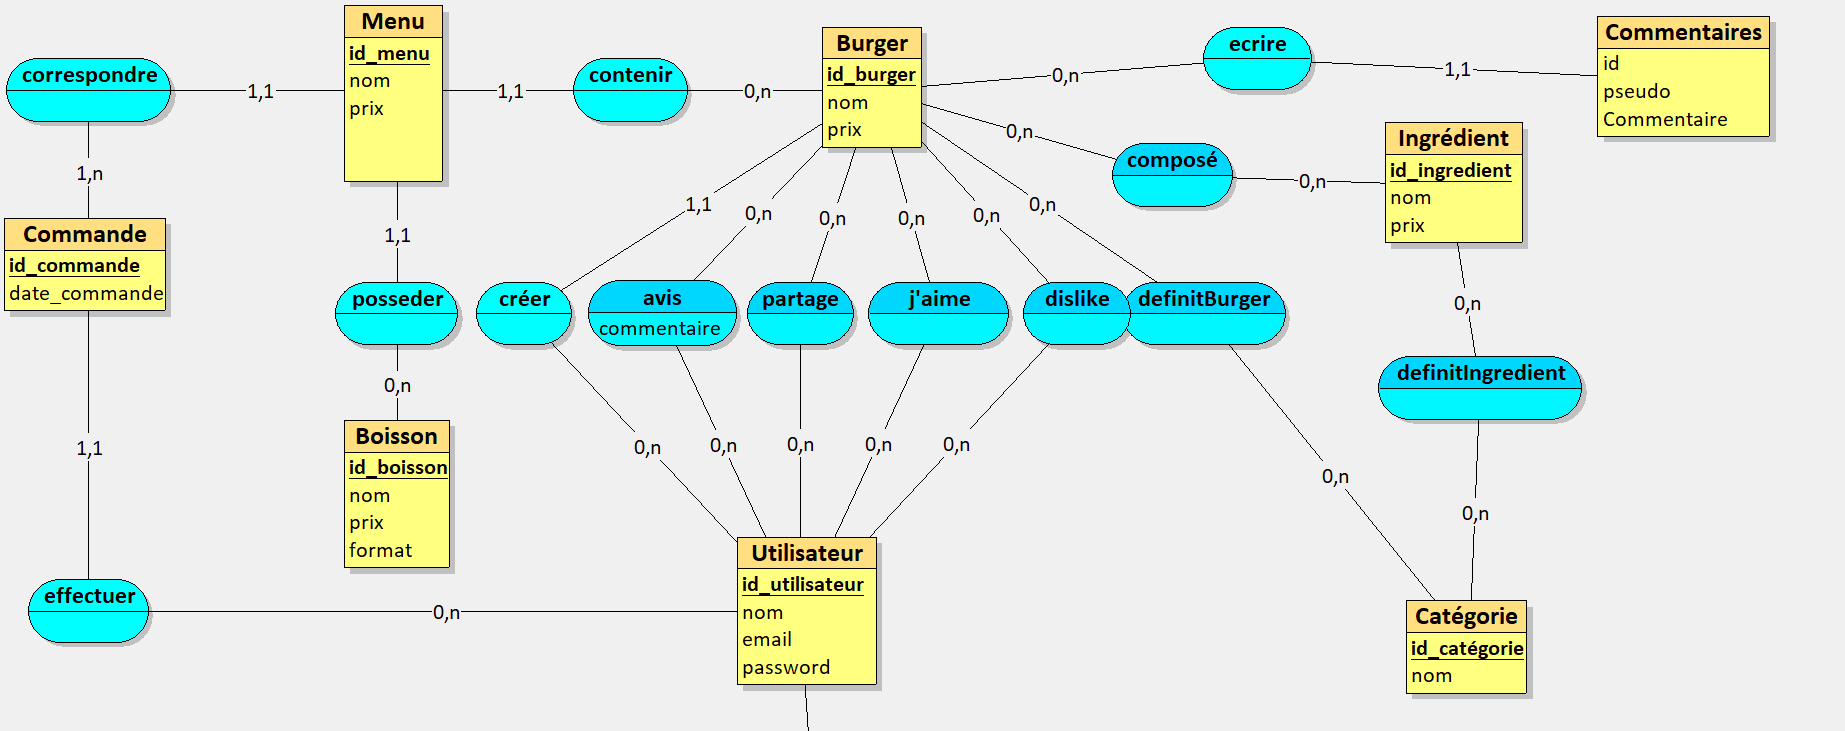 Menu
id_menu
nom
prix
correspondre
1,1
1,1
contenir
0,n
Burger
id_burger
nom
prix
0,n
ecrire
1,1
Commentaires
id
pseudo
Commentaire
0,n
composé
0,n
Ingrédient
id_ingredient
nom
prix
1,n
Commande
id_commande
date_commande
1,1
posseder
0,n
Boisson
id_boisson
nom
prix
format
1,1
0,n
0,n
0,n
0,n
0,n
créer
avis
commentaire
partage
j'aime
dislike
definitBurger
0,n
definitIngredient
0,n
0,n
0,n
0,n
0,n
0,n
0,n
1,1
effectuer
0,n
Utilisateur
id_utilisateur
nom
email
password
Catégorie
id_catégorie
nom